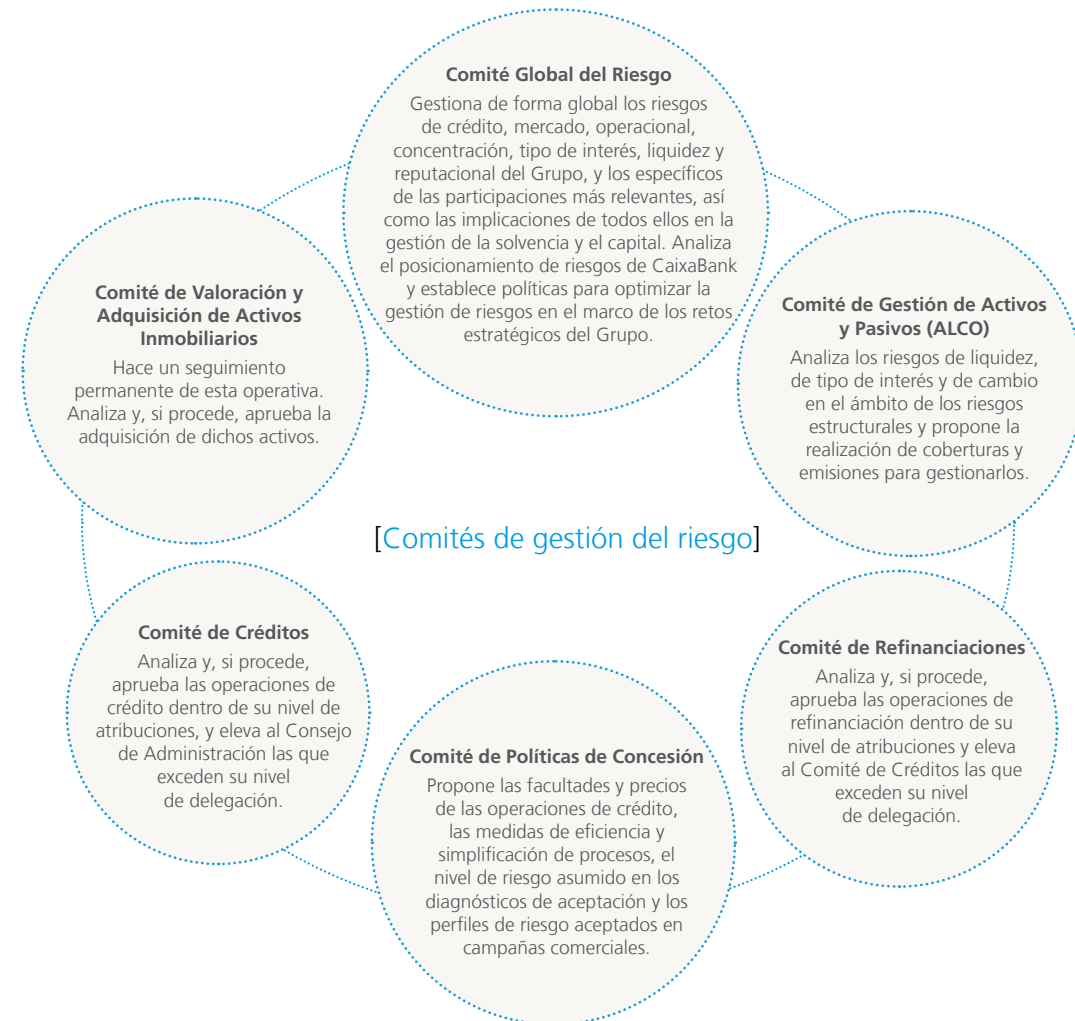 Comité Global del Riesgo
Gestiona de forma global los riesgos
de crédito, mercado, operacional,
concentración, tipo de interés, liquidez y
reputacional del Grupo, y los específicos
de las participaciones más relevantes, así
como las implicaciones de todos ellos en la
gestión de la solvencia y el capital. Analiza
el posicionamiento de riesgos de CaixaBank
y establece políticas para optimizar la
gestión de riesgos en el marco de los retos
estratégicos del Grupo.
Comité de Valoración y
Adquisición de Activos
Inmobiliarios
Hace un seguimiento
permanente de esta operativa.
Analiza y, si procede, aprueba la
adquisición de dichos activos.
Comité de Gestión de Activos
y Pasivos (ALCO)
Analiza los riesgos de liquidez,
de tipo de interés y de cambio
en el ámbito de los riesgos
estructurales y propone la
realización de coberturas y
emisiones para gestionarlos.
[Comités de gestión del riesgo]
Comité de Créditos
Analiza y, si procede,
aprueba las operaciones de
crédito dentro de su nivel de
atribuciones, y eleva al Consejo
de Administración las que
exceden su nivel
de delegación.
Comité de Políticas de Concesión
Propone las facultades y precios
de las operaciones de crédito,
las medidas de eficiencia y
simplificación de procesos, el
nivel de riesgo asumido en los
diagnósticos de aceptación y los
perfiles de riesgo aceptados en
campañas comerciales.
Comité de Refinanciaciones
Analiza y, si procede,
aprueba las operaciones de
refinanciación dentro de su
nivel de atribuciones y eleva
al Comité de Créditos las que
exceden su nivel
de delegación.